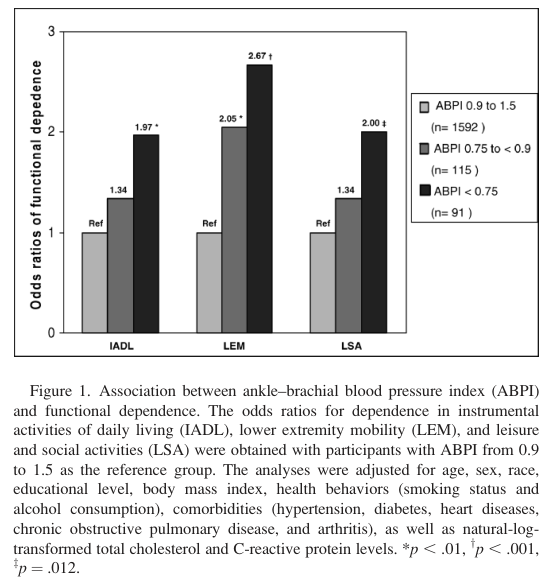 3
2
1
0
Odds ratios of functional depedence
Ref
1.34
1.97 *
Ref
2.05 *
2.67 †
Ref
1.34
2.00 ‡
IADL
LEM
LSA
ABPI 0.9 to 1.5
(n= 1592 )
ABPI 0.75 to < 0.9
(n= 115 )
ABPI < 0.75
(n= 91 )
Figure 1. Association between ankle–brachial blood pressure index (ABPI)
and functional dependence. The odds ratios for dependence in instrumental
activities of daily living (IADL), lower extremity mobility (LEM), and leisure
and social activities (LSA) were obtained with participants with ABPI from 0.9
to 1.5 as the reference group. The analyses were adjusted for age, sex, race,
educational level, body mass index, health behaviors (smoking status and
alcohol consumption), comorbidities (hypertension, diabetes, heart diseases,
chronic obstructive pulmonary disease, and arthritis), as well as natural-log-
transformed total cholesterol and C-reactive protein levels. *p < .01, †p < .001,
‡p = .012.